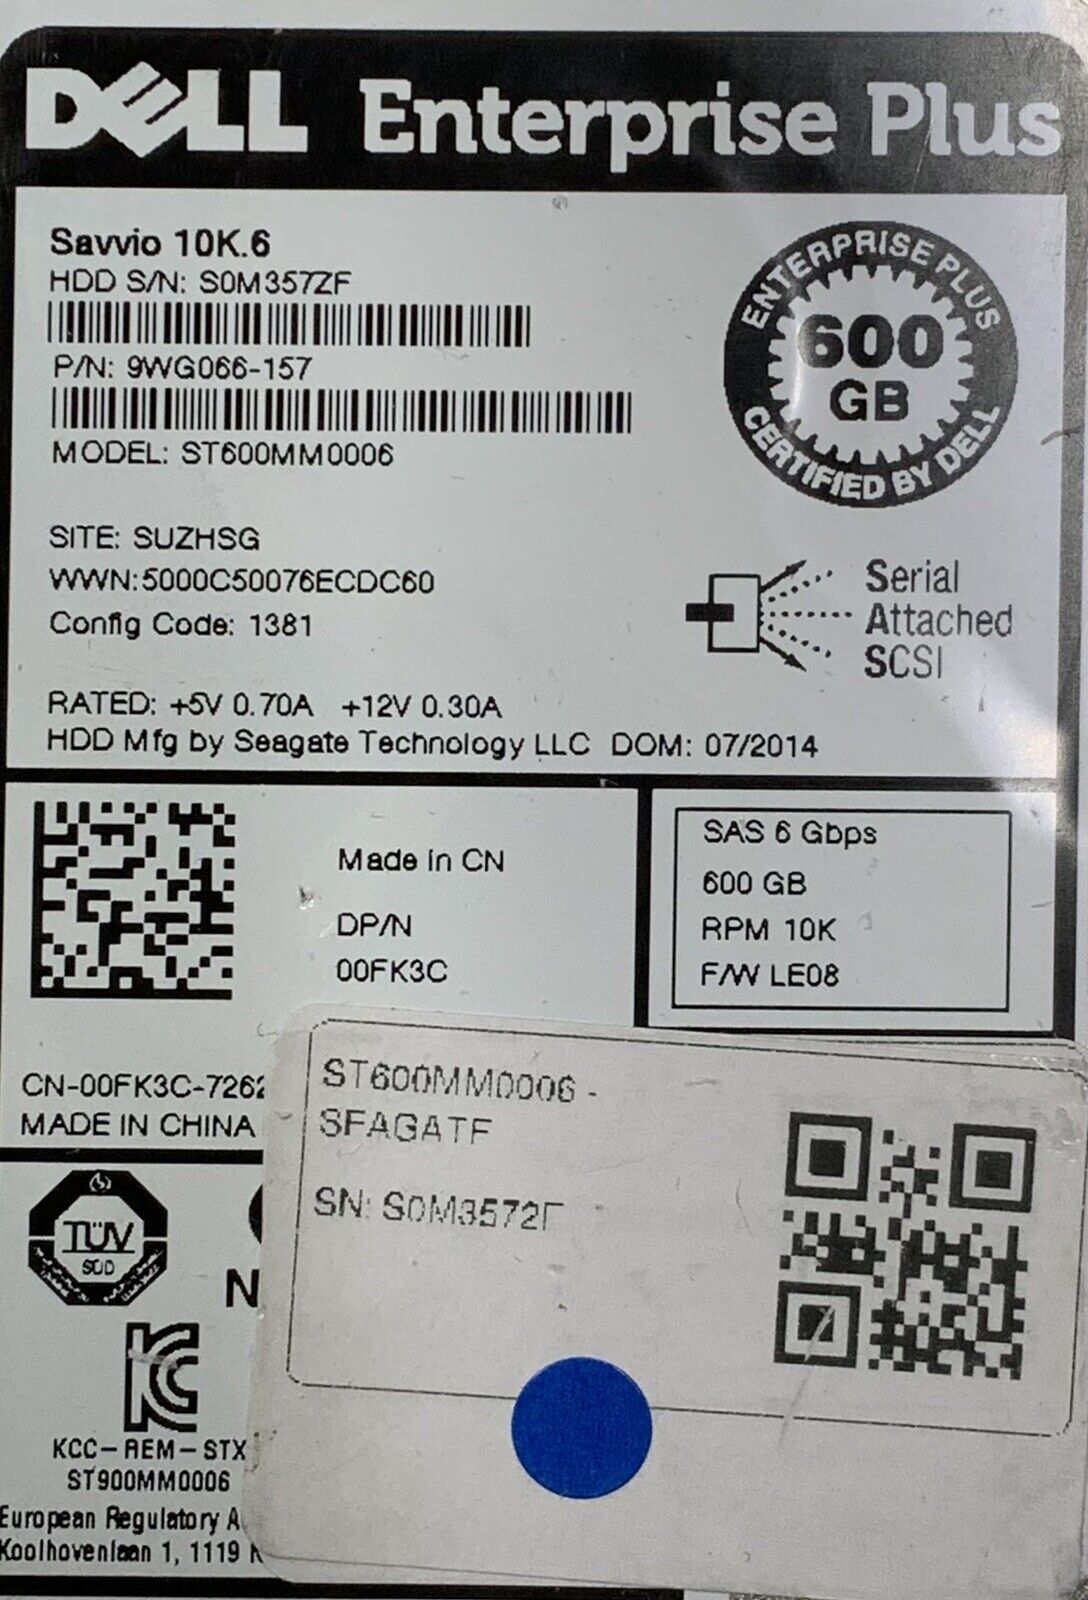 DELL Enterprise Plus
Savvio 10K.6
HDD S/N: S0M357ZF
P/N: 9WG066-157
MODEL: ST600MM0006
ENTERPRISE PLUS
600
GB
CERTIFIED BY DELL
SITE: SUZHSG
WWN:5000C50076ECDC60
Config Code: 1381
Serial
Attached
SCSI
RATED: +5V 0.70A +12V 0.30A
HDD Mfg by Seagate Technology LLC DOM: 07/2014
Made in CN
DP/N
00FK3C
SAS 6 Gbps
600 GB
RPM 10K
F/W LE08
CN-00FK3C-7262
MADE IN CHINA
ST600MM0006 -
SEAGATE
SN: S0M357ZF
TÜV
SÜD
N
KCC-REM-STX
ST900MM0006
European Regulatory A
Koolhovenlaan 1, 1119